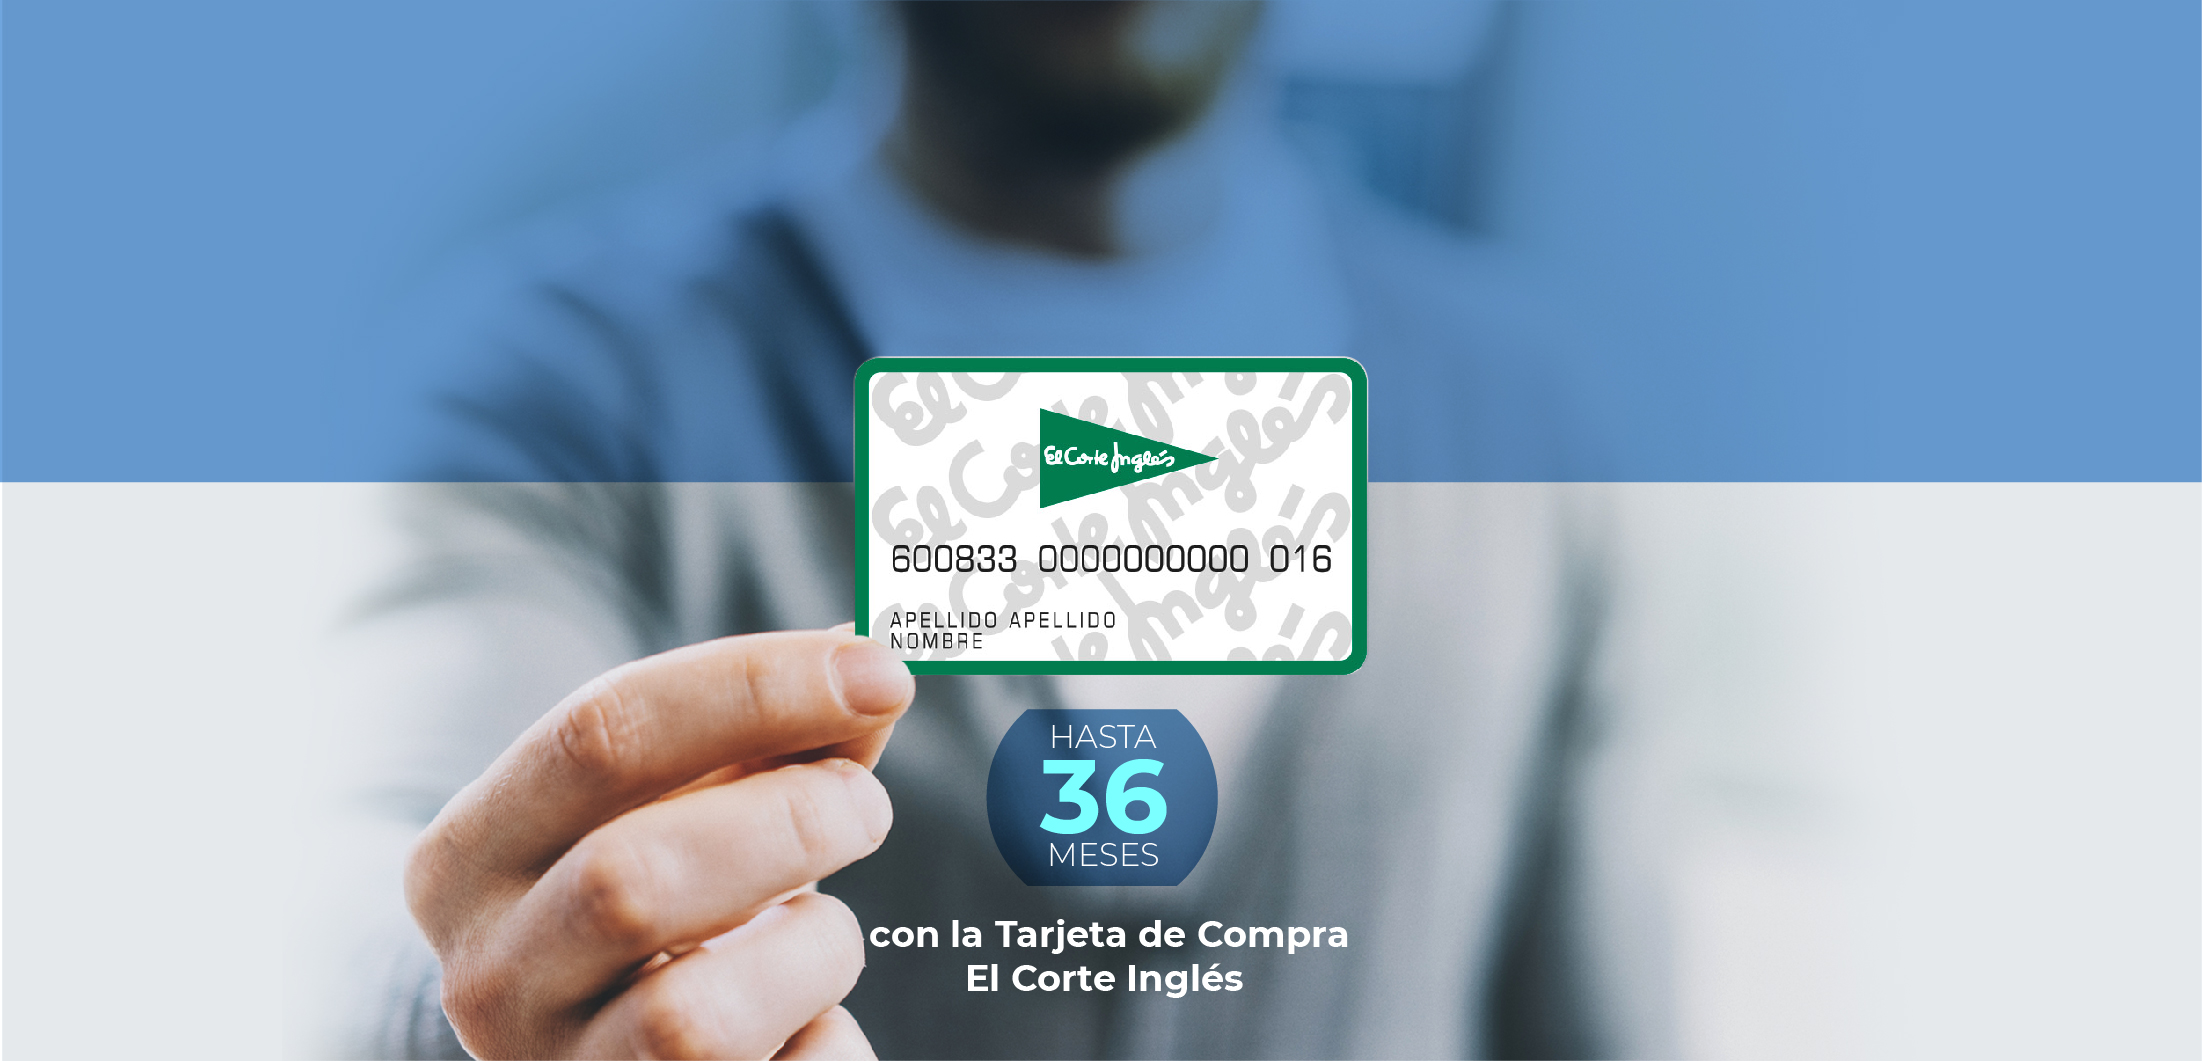 El Corte Inglés
600833 0000000000 016
APELLIDO APELLIDO
NOMBRE
HASTA
36
MESES
con la Tarjeta de Compra
El Corte Inglés